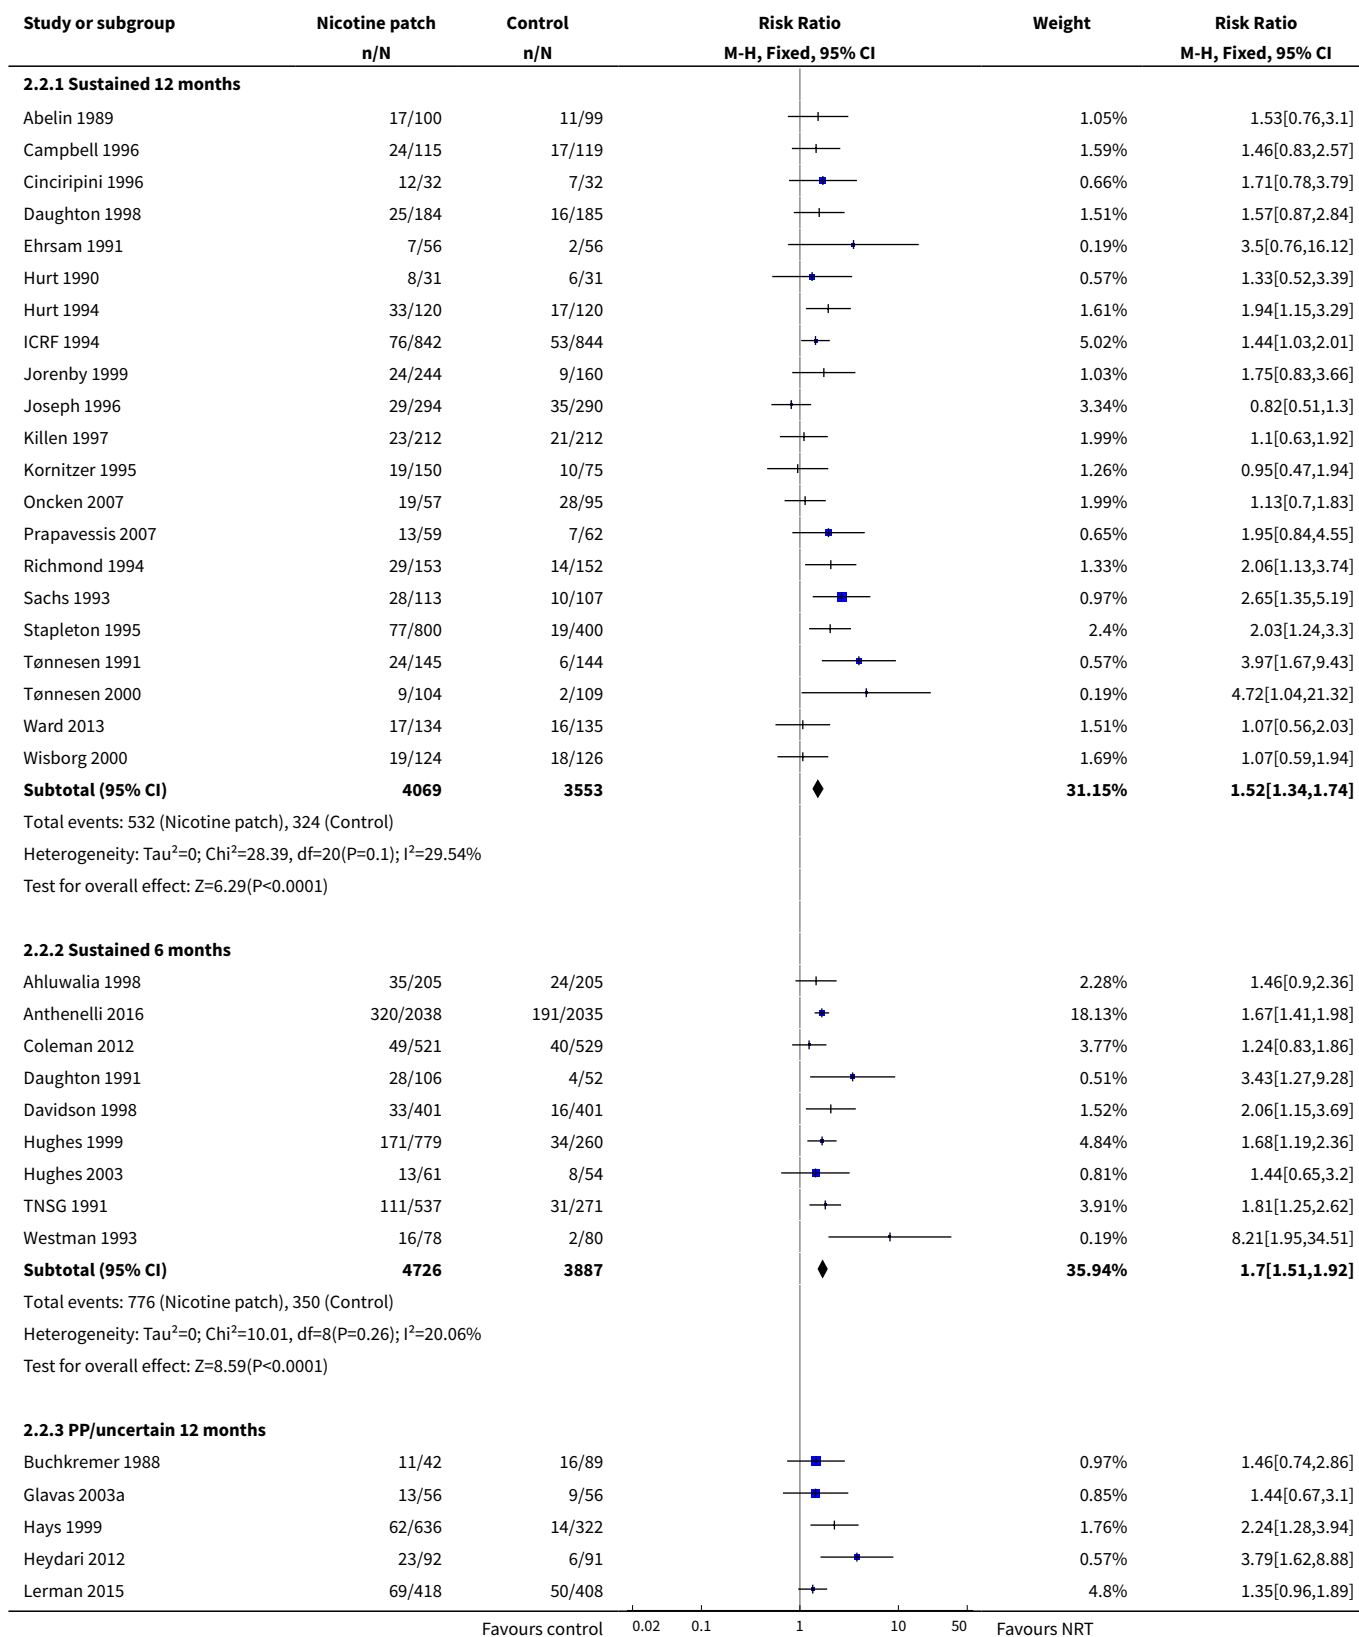 Study or subgroup Nicotine patch Control Risk Ratio Weight Risk Ratio
n/N n/N M-H, Fixed, 95% CI M-H, Fixed, 95% CI
2.2.1 Sustained 12 months
Abelin 1989 17/100 11/99 1.05% 1.53[0.76,3.1]
Campbell 1996 24/115 17/119 1.59% 1.46[0.83,2.57]
Cinciripini 1996 12/32 7/32 0.66% 1.71[0.78,3.79]
Daughton 1998 25/184 16/185 1.51% 1.57[0.87,2.84]
Ehrsam 1991 7/56 2/56 0.19% 3.5[0.76,16.12]
Hurt 1990 8/31 6/31 0.57% 1.33[0.52,3.39]
Hurt 1994 33/120 17/120 1.61% 1.94[1.15,3.29]
ICRF 1994 76/842 53/844 5.02% 1.44[1.03,2.01]
Jorenby 1999 24/244 9/160 1.03% 1.75[0.83,3.66]
Joseph 1996 29/294 35/290 3.34% 0.82[0.51,1.3]
Killen 1997 23/212 21/212 1.99% 1.1[0.63,1.92]
Kornitzer 1995 19/150 10/75 1.26% 0.95[0.47,1.94]
Oncken 2007 19/57 28/95 1.99% 1.13[0.7,1.83]
Prapavessis 2007 13/59 7/62 0.65% 1.95[0.84,4.55]
Richmond 1994 29/153 14/152 1.33% 2.06[1.13,3.74]
Sachs 1993 28/113 10/107 0.97% 2.65[1.35,5.19]
Stapleton 1995 77/800 19/400 2.4% 2.03[1.24,3.3]
Tønnesen 1991 24/145 6/144 0.57% 3.97[1.67,9.43]
Tønnesen 2000 9/104 2/109 0.19% 4.72[1.04,21.32]
Ward 2013 17/134 16/135 1.51% 1.07[0.56,2.03]
Wisborg 2000 19/124 18/126 1.69% 1.07[0.59,1.94]
Subtotal (95% CI) 4069 3553 31.15% 1.52[1.34,1.74]
Total events: 532 (Nicotine patch), 324 (Control)
Heterogeneity: Tau²=0; Chi²=28.39, df=20(P=0.1); I²=29.54%
Test for overall effect: Z=6.29(P<0.0001)
2.2.2 Sustained 6 months
Ahluwalia 1998 35/205 24/205 2.28% 1.46[0.9,2.36]
Anthenelli 2016 320/2038 191/2035 18.13% 1.67[1.41,1.98]
Coleman 2012 49/521 40/529 3.77% 1.24[0.83,1.86]
Daughton 1991 28/106 4/52 0.51% 3.43[1.27,9.28]
Davidson 1998 33/401 16/401 1.52% 2.06[1.15,3.69]
Hughes 1999 171/779 34/260 4.84% 1.68[1.19,2.36]
Hughes 2003 13/61 8/54 0.81% 1.44[0.65,3.2]
TNSG 1991 111/537 31/271 3.91% 1.81[1.25,2.62]
Westman 1993 16/78 2/80 0.19% 8.21[1.95,34.51]
Subtotal (95% CI) 4726 3887 35.94% 1.7[1.51,1.92]
Total events: 776 (Nicotine patch), 350 (Control)
Heterogeneity: Tau²=0; Chi²=10.01, df=8(P=0.26); I²=20.06%
Test for overall effect: Z=8.59(P<0.0001)
2.2.3 PP/uncertain 12 months
Buchkremer 1988 11/42 16/89 0.97% 1.46[0.74,2.86]
Glavas 2003a 13/56 9/56 0.85% 1.44[0.67,3.1]
Hays 1999 62/636 14/322 1.76% 2.24[1.28,3.94]
Heydari 2012 23/92 6/91 0.57% 3.79[1.62,8.88]
Lerman 2015 69/418 50/408 4.8% 1.35[0.96,1.89]
Favours control 0.02 0.1 1 10 50 Favours NRT